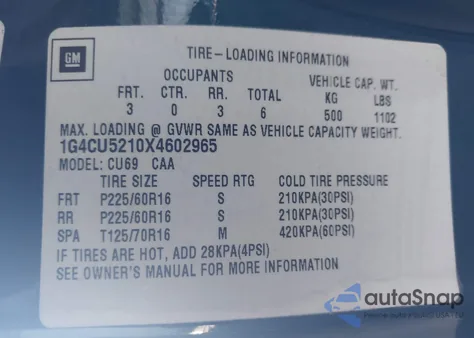 GM
TIRE-LOADING INFORMATION
OCCUPANTS VEHICLE CAP. WT.
FRT. CTR. RR. TOTAL KG LBS
3 0 3 6 500 1102
MAX. LOADING @ GVWR SAME AS VEHICLE CAPACITY WEIGHT.
1G4CU5210X4602965
MODEL: CU69 CAA
TIRE SIZE SPEED RTG COLD TIRE PRESSURE
FRT P225/60R16 S 210KPA(30PSI)
RR P225/60R16 S 210KPA(30PSI)
SPA T125/70R16 M 420KPA(60PSI)
IF TIRES ARE HOT, ADD 28KPA(4PSI)
SEE OWNER'S MANUAL FOR MORE INFORMATION
autoSnap